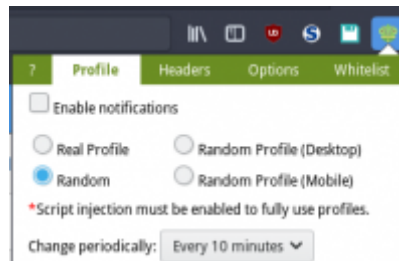 ? Profile Headers Options Whitelist
Enable notifications
Real Profile Random Profile (Desktop)
Random Random Profile (Mobile)
*Script injection must be enabled to fully use profiles.
Change periodically: Every 10 minutes